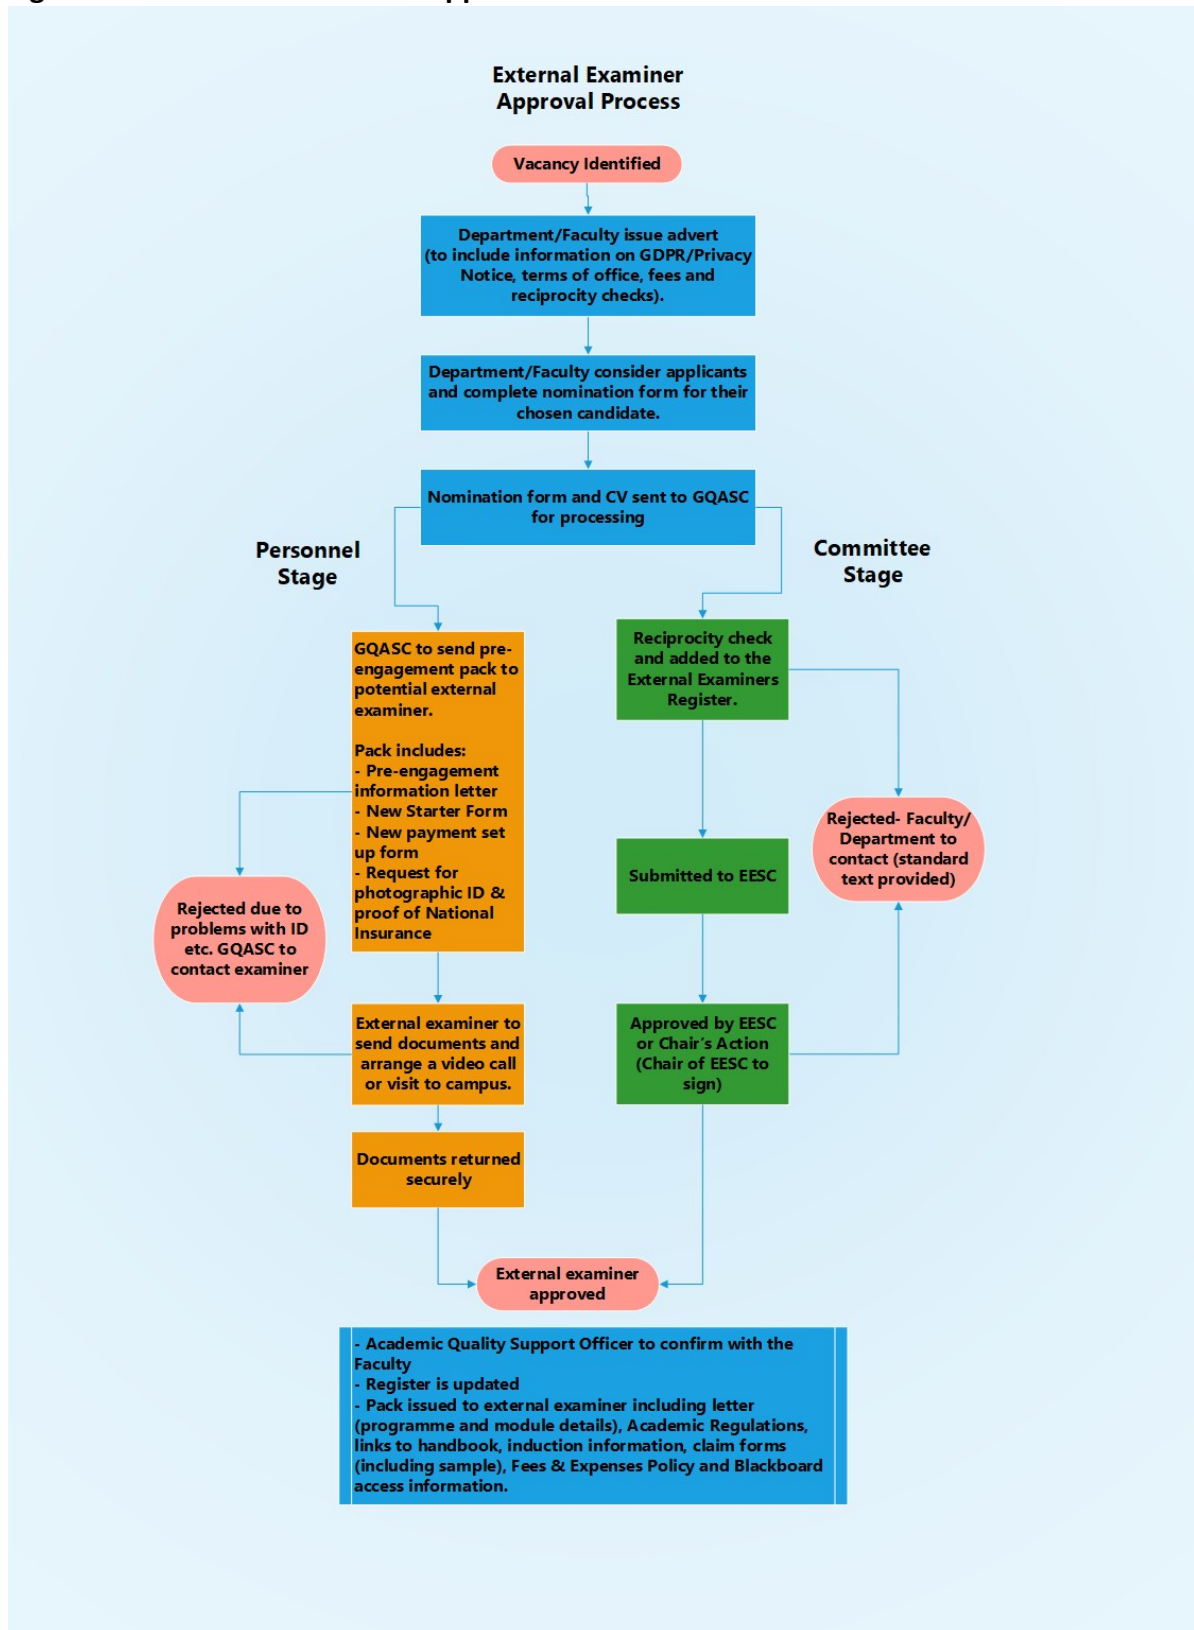 External Examiner
Approval Process
Vacancy Identified
Department/Faculty issue advert
(to include information on GDPR/Privacy
Notice, terms of office, fees and
reciprocity checks).
Department/Faculty consider applicants
and complete nomination form for their
chosen candidate.
Nomination form and CV sent to GQASC
for processing
Personnel
Stage
Committee
Stage
GQASC to send pre-
engagement pack to
potential external
examiner.
Pack includes:
- Pre-engagement
information letter
- New Starter Form
- New payment set
up form
- Request for
photographic ID &
proof of National
Insurance
Reciprocity check
and added to the
External Examiners
Register.
Rejected- Faculty/
Department to
contact (standard
text provided)
Submitted to EESC
Rejected due to
problems with ID
etc. GQASC to
contact examiner
External examiner to
send documents and
arrange a video call
or visit to campus.
Approved by EESC
or Chair's Action
(Chair of EESC to
sign)
Documents returned
securely
External examiner
approved
- Academic Quality Support Officer to confirm with the
Faculty
- Register is updated
- Pack issued to external examiner including letter
(programme and module details), Academic Regulations,
links to handbook, induction information, claim forms
(including sample), Fees & Expenses Policy and Blackboard
access information.